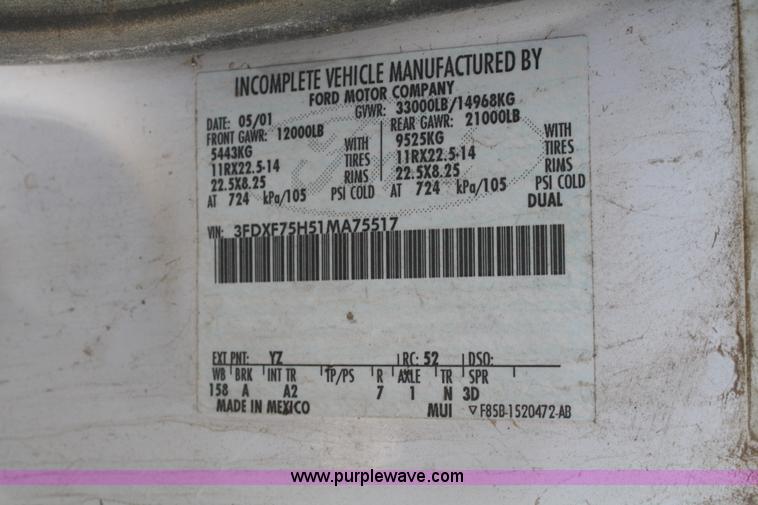 INCOMPLETE VEHICLE MANUFACTURED BY
FORD MOTOR COMPANY
DATE: 05/01 GVWR: 33000LB/14968KG
FRONT GAWR: 12000LB REAR GAWR: 21000LB
5443KG WITH 9525KG WITH
11RX22.5-14 TIRES 11RX22.5-14 TIRES
22.5X8.25 RIMS 22.5X8.25 RIMS
AT 724 kPa/105 PSI COLD AT 724 kPa/105 PSI COLD
DUAL
VIN: 3FDXF75H51MA75517
EXT PNT: YZ RC: 52 DSO:
WB BRK INT TR TP/PS R AXLE TR SPR
158 A A2 7 1 N 3D
MADE IN MEXICO MUI ▽ F85B-1520472-AB
www.purplewave.com